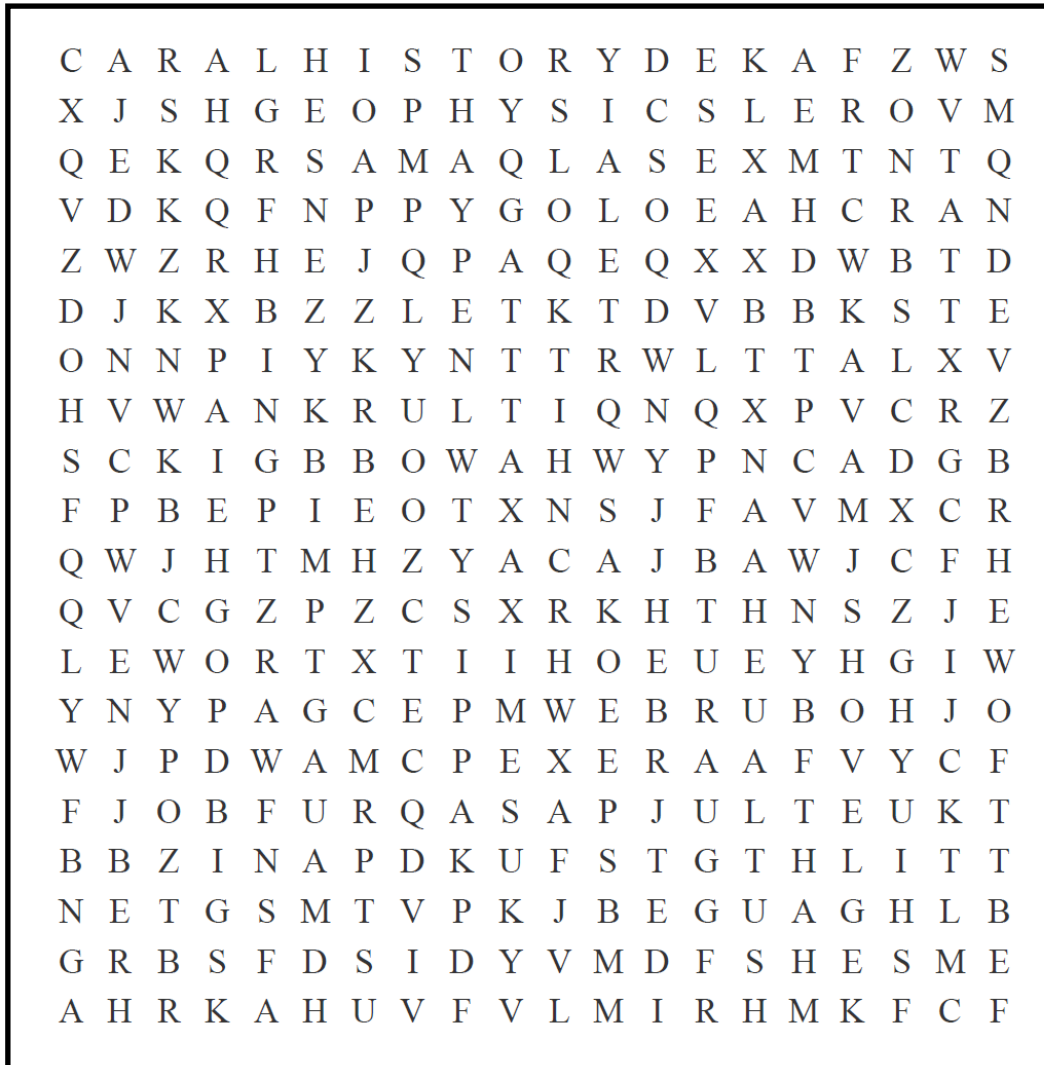 C A R A L H I S T O R Y D E K A F Z W S
X J S H G E O P H Y S I C S L E R O V M
Q E K Q R S A M A Q L A S E X M T N T Q
V D K Q F N P P Y G O L O E A H C R A N
Z W Z R H E J Q P A Q E Q X X D W B T D
D J K X B Z Z L E T K T D V B B K S T E
O N N P I Y K Y N T T R W L T T A L X V
H V W A N K R U L T I Q N Q X P V C R Z
S C K I G B B O W A H W Y P N C A D G B
F P B E P I E O T X N S J F A V M X C R
Q W J H T M H Z Y A C A J B A W J C F H
Q V C G Z P Z C S X R K H T H N S Z J E
L E W O R T X T I I H O E U E Y H G I W
Y N Y P A G C E P M W E B R U B O H J O
W J P D W A M C P E X E R A A F V Y C F
F J O B F U R Q A S A P J U L T E U K T
B B Z I N A P D K U F S T G T H L I T T
N E T G S M T V P K J B E G U A G H L B
G R B S F D S I D Y V M D F S H E S M E
A H R K A H U V F V L M I R H M K F C F